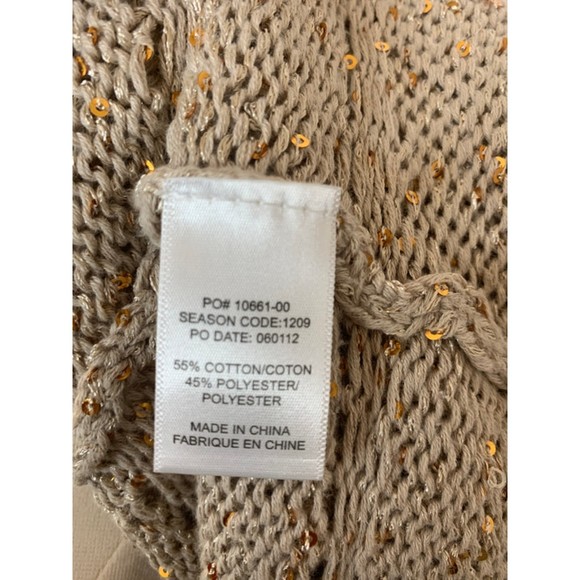 PO# 10661-00
SEASON CODE:1209
PO DATE: 060112
55% COTTON/COTON
45% POLYESTER/
POLYESTER
MADE IN CHINA
FABRIQUE EN CHINE